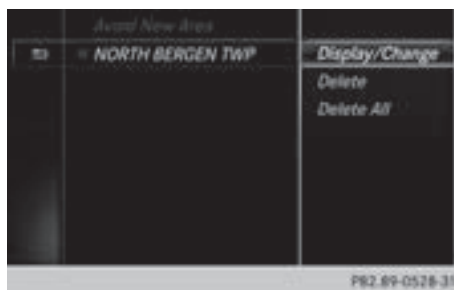 Avoid New Area
NORTH BERGEN TWP
Display/Change
Delete
Delete All
P82.89-0528-31